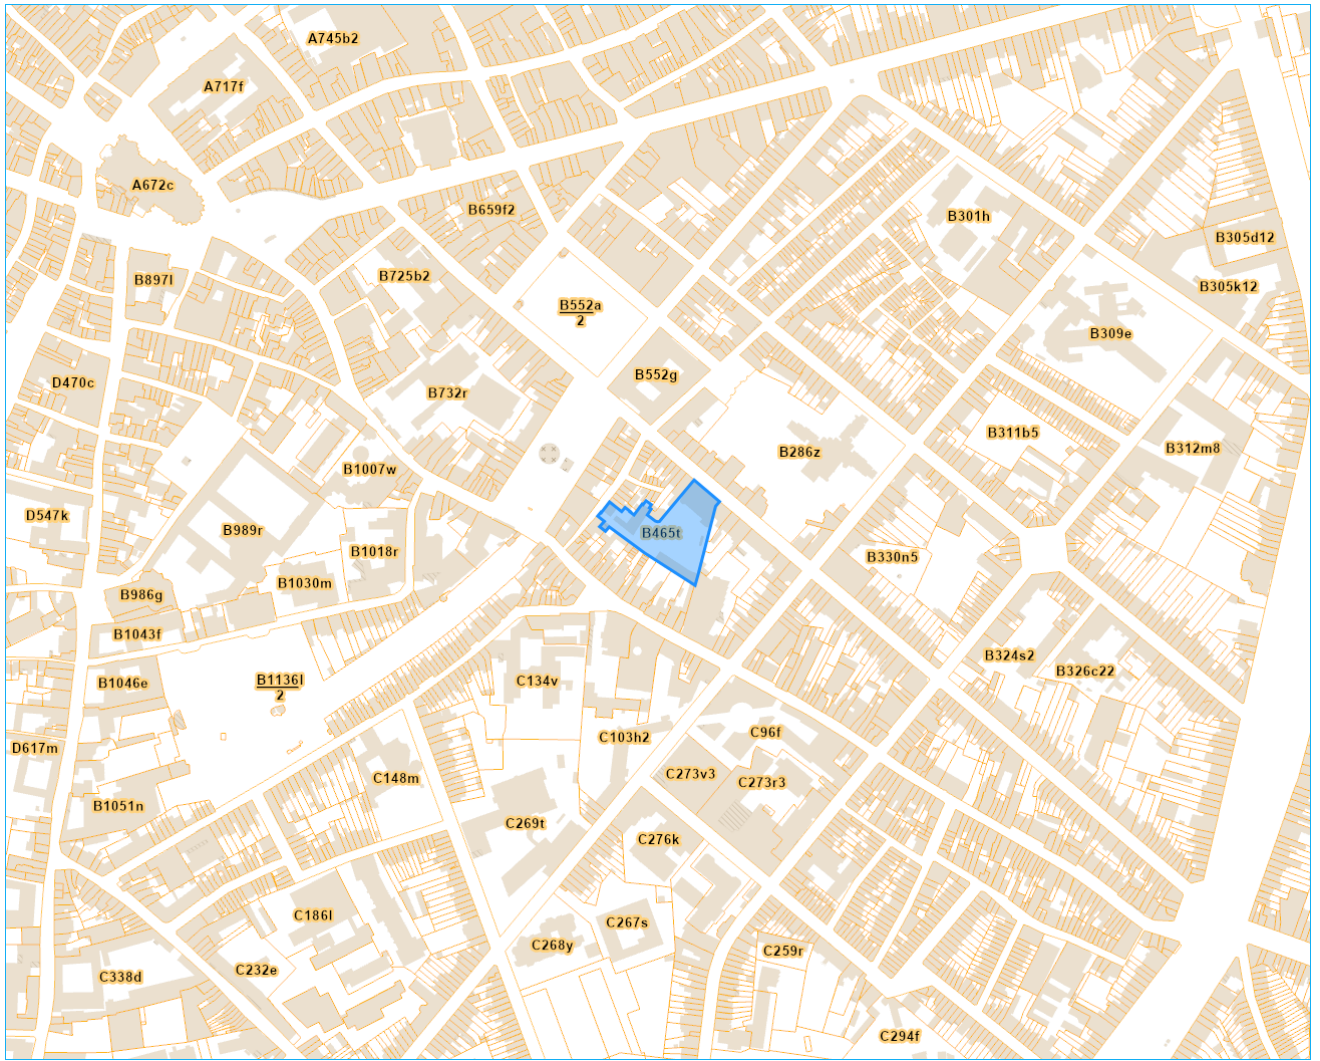 A745b2
A717f
A672c
B659f2
B301h
B305d12
B725b2
B897l
B305k12
B552a
2
B309e
B552g
D470c
B732r
B311b5
B312m8
B286z
B1007w
D547k
B989r
B465t
B1018r
B330n5
B1030m
B986g
B1043f
B324s2
B326c22
B1046e
B1136l
2
C134v
C96f
C103h2
D617m
C273v3
C148m
C273r3
B1051n
C269t
C276k
C186l
C267s
C268y
C259r
C232e
C338d
C294f